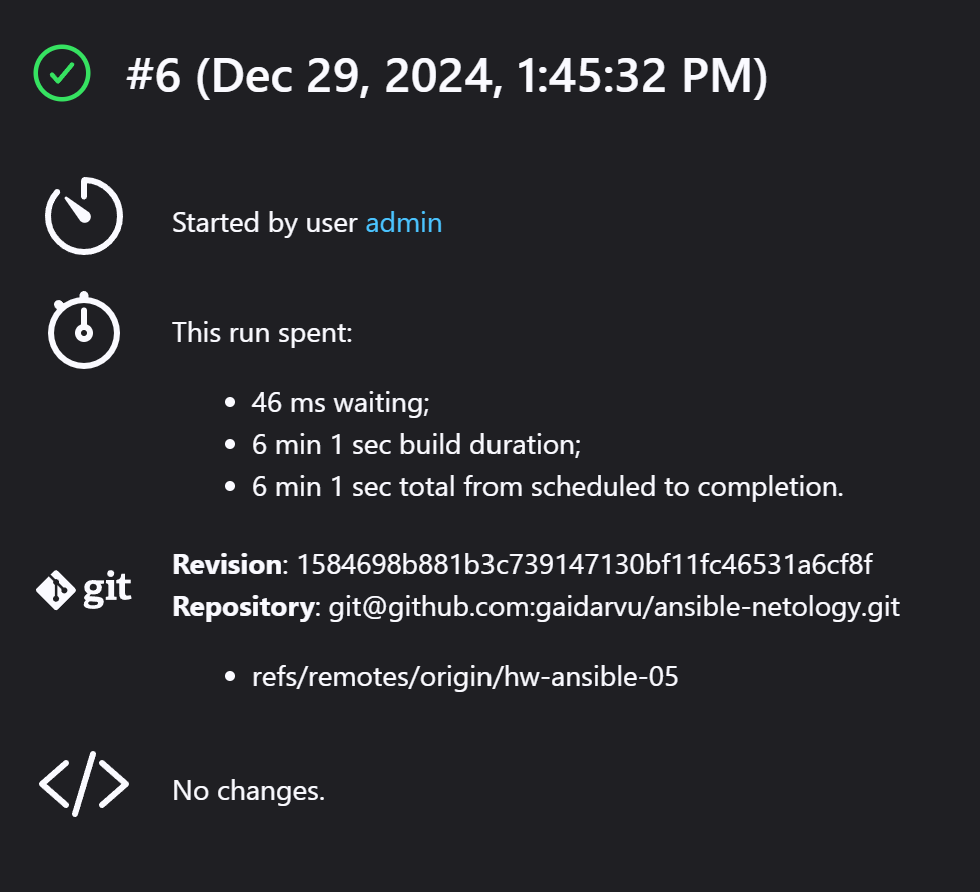 #6 (Dec 29, 2024, 1:45:32 PM)
Started by user admin
This run spent:
46 ms waiting;
6 min 1 sec build duration;
6 min 1 sec total from scheduled to completion.
git
Revision: 1584698b881b3c739147130bf11fc46531a6cf8f
Repository: git@github.com:gaidarvu/ansible-netology.git
refs/remotes/origin/hw-ansible-05
No changes.